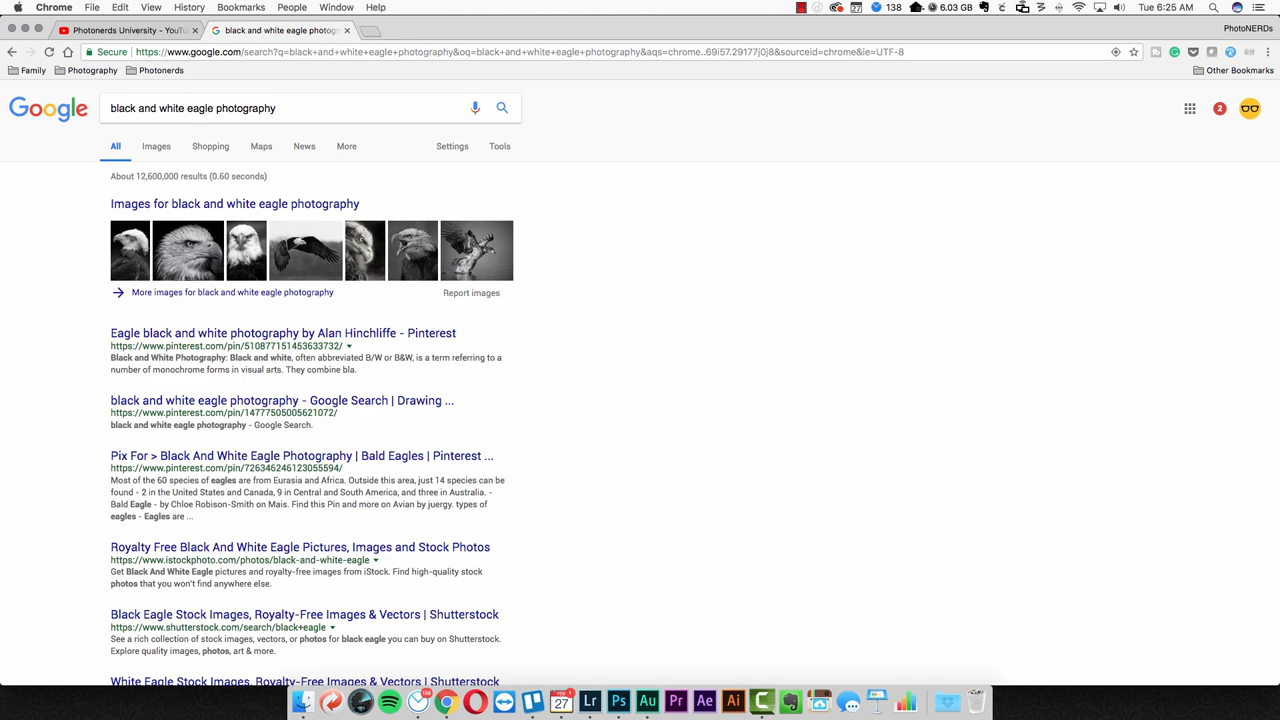 Chrome File Edit View History Bookmarks People Window Help 27 138 6.03 GB Tue 6:25 AM
Photonerds University - YouTu black and white eagle photog PhotoNERDs
Secure https://www.google.com/search?q=black+and+white+eagle+photography&oq=black+and+white+eagle+photography&aqs=chrome..69i57.29177j0j8&sourceid=chrome&ie=UTF-8
Family Photography Photonerds Other Bookmarks
Google black and white eagle photography 2
All Images Shopping Maps News More Settings Tools
About 12,600,000 results (0.60 seconds)
Images for black and white eagle photography
More images for black and white eagle photography Report images
Eagle black and white photography by Alan Hinchliffe - Pinterest
https://www.pinterest.com/pin/510877151453633732/
Black and White Photography: Black and white, often abbreviated B/W or B&W, is a term referring to a
number of monochrome forms in visual arts. They combine bla.
black and white eagle photography - Google Search | Drawing ...
https://www.pinterest.com/pin/14777505005621072/
black and white eagle photography - Google Search.
Pix For > Black And White Eagle Photography | Bald Eagles | Pinterest ...
https://www.pinterest.com/pin/726346246123055594/
Most of the 60 species of eagles are from Eurasia and Africa. Outside this area, just 14 species can be
found - 2 in the United States and Canada, 9 in Central and South America, and three in Australia. -
Bald Eagle - by Chloe Robison-Smith on Mais. Find this Pin and more on Avian by juergy. types of
eagles - Eagles are ...
Royalty Free Black And White Eagle Pictures, Images and Stock Photos
https://www.istockphoto.com/photos/black-and-white-eagle
Get Black And White Eagle pictures and royalty-free images from iStock. Find high-quality stock
photos that you won't find anywhere else.
Black Eagle Stock Images, Royalty-Free Images & Vectors | Shutterstock
https://www.shutterstock.com/search/black+eagle
See a rich collection of stock images, vectors, or photos for black eagle you can buy on Shutterstock.
Explore quality images, photos, art & more.
White Eagle Stock Images, Royalty-Free Images & Vectors | Shutterstock
FEB 27 Lr Ps Au Pr Ae Ai